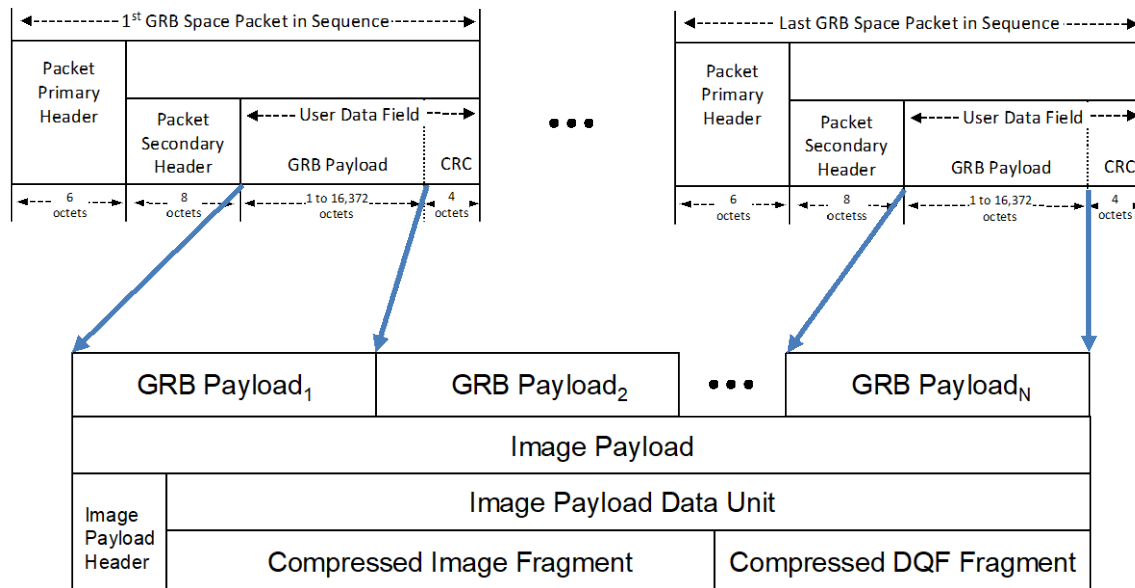 1st GRB Space Packet in Sequence
Last GRB Space Packet in Sequence
Packet
Primary
Header
Packet
Secondary
Header
User Data Field
GRB Payload
CRC
6
octets
8
octets
1 to 16,372
octets
4
octets
•••
Packet
Primary
Header
Packet
Secondary
Header
User Data Field
GRB Payload
CRC
6
octets
8
octetss
1 to 16,372
octets
4
octets
GRB Payload1
GRB Payload2
•••
GRB PayloadN
Image Payload
Image
Payload
Header
Image Payload Data Unit
Compressed Image Fragment
Compressed DQF Fragment